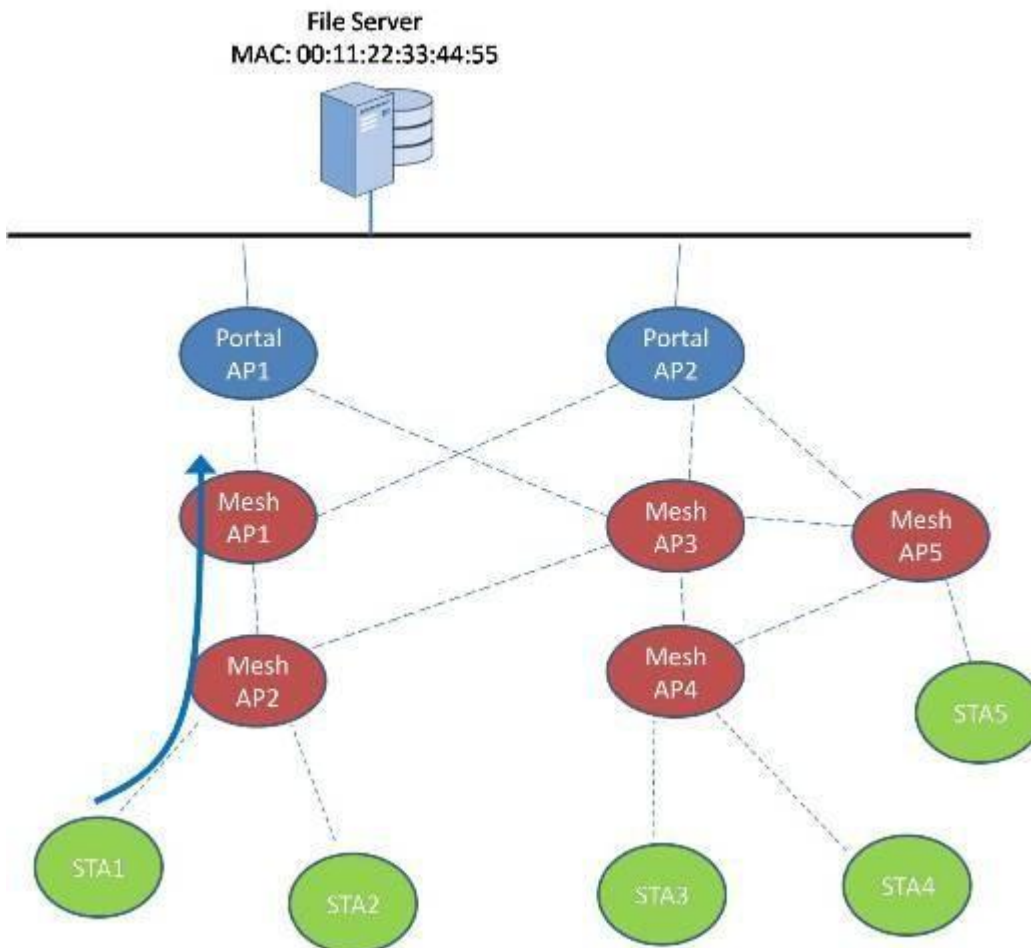 File Server
MAC: 00:11:22:33:44:55
Portal
AP1
Portal
AP2
Mesh
AP1
Mesh
AP3
Mesh
AP5
Mesh
AP2
Mesh
AP4
STA5
STA1
STA2
STA3
STA4